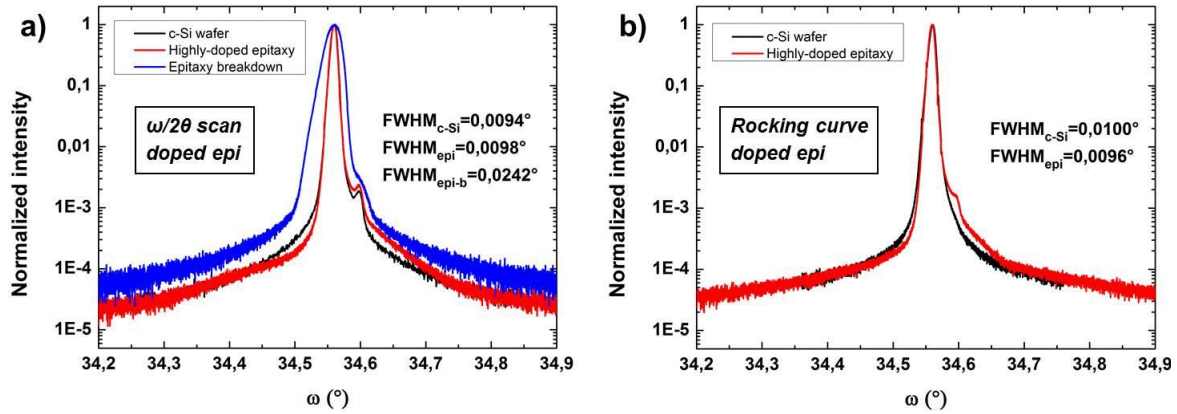 a)
Normalized intensity
1
0,1
0,01
1E-3
1E-4
1E-5
c-Si wafer
Highly-doped epitaxy
Epitaxy breakdown
ω/2θ scan
doped epi
FWHMc-Si=0,0094°
FWHMepi=0,0098°
FWHMepi-b=0,0242°
34,2 34,3 34,4 34,5 34,6 34,7 34,8 34,9
ω (°)
b)
Normalized intensity
1
0,1
0,01
1E-3
1E-4
1E-5
c-Si wafer
Highly-doped epitaxy
Rocking curve
doped epi
FWHMc-Si=0,0100°
FWHMepi=0,0096°
34,2 34,3 34,4 34,5 34,6 34,7 34,8 34,9
ω (°)